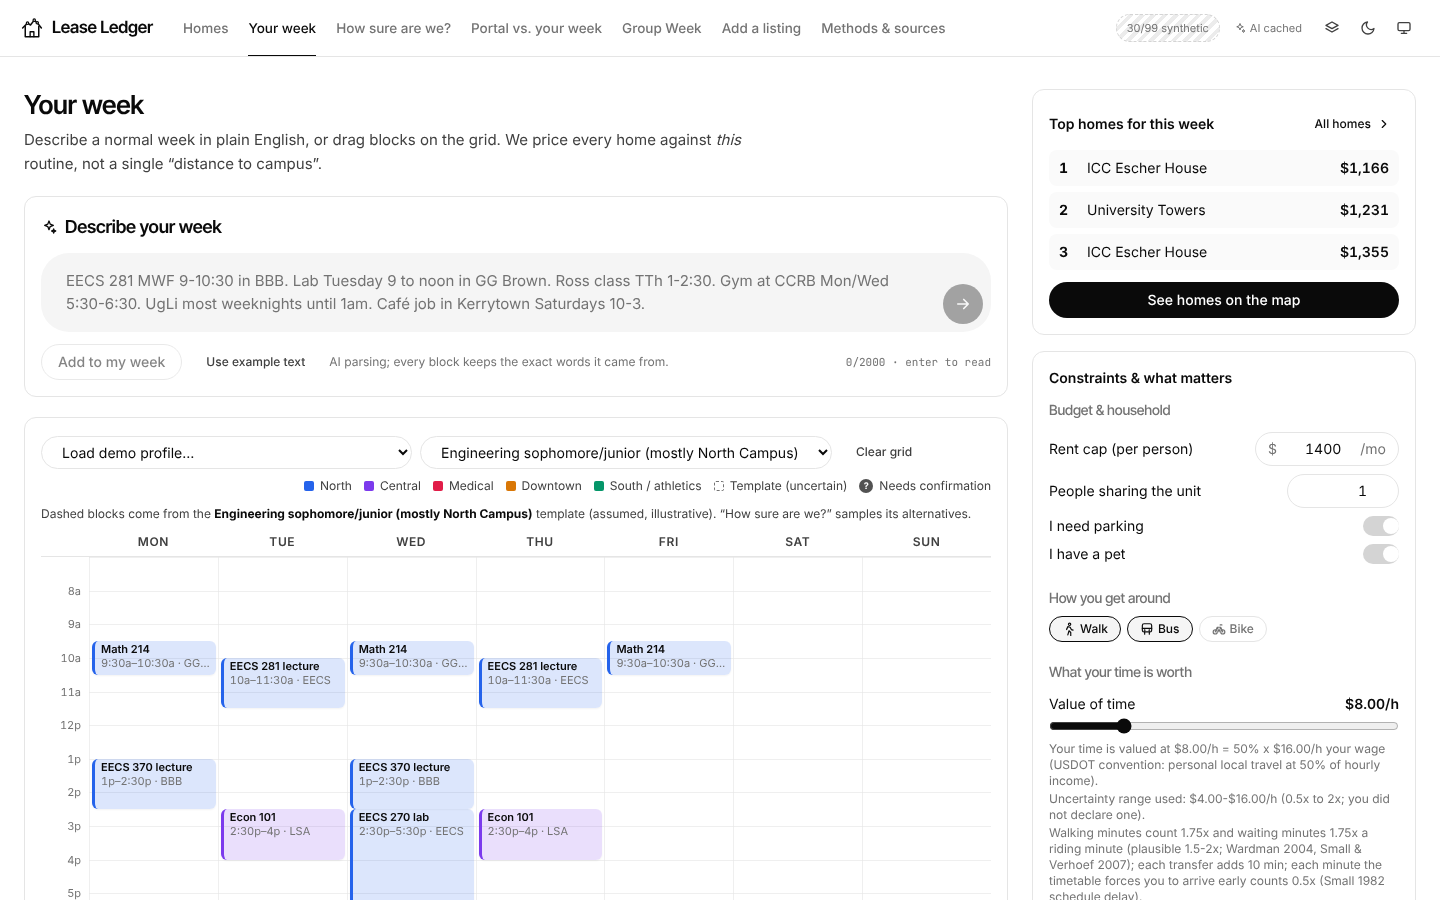 Lease Ledger
Homes
Your week
How sure are we?
Portal vs. your week
Group Week
Add a listing
Methods & sources
30/99 synthetic
AI cached
Your week
Describe a normal week in plain English, or drag blocks on the grid. We price every home against this
routine, not a single “distance to campus”.
Describe your week
EECS 281 MWF 9-10:30 in BBB. Lab Tuesday 9 to noon in GG Brown. Ross class TTh 1-2:30. Gym at CCRB Mon/Wed
5:30-6:30. UgLi most weeknights until 1am. Café job in Kerrytown Saturdays 10-3.
Add to my week
Use example text
AI parsing; every block keeps the exact words it came from.
0/2000 · enter to read
Load demo profile...
Engineering sophomore/junior (mostly North Campus)
Clear grid
North
Central
Medical
Downtown
South / athletics
Template (uncertain)
? Needs confirmation
Dashed blocks come from the Engineering sophomore/junior (mostly North Campus) template (assumed, illustrative). “How sure are we?” samples its alternatives.
MON TUE WED THU FRI SAT SUN
8a
9a
10a
11a
12p
1p
2p
3p
4p
5p
Math 214
9:30a–10:30a · GG...
EECS 370 lecture
1p–2:30p · BBB
EECS 281 lecture
10a–11:30a · EECS
Econ 101
2:30p–4p · LSA
Math 214
9:30a–10:30a · GG...
EECS 370 lecture
1p–2:30p · BBB
EECS 270 lab
2:30p–5:30p · EECS
EECS 281 lecture
10a–11:30a · EECS
Econ 101
2:30p–4p · LSA
Math 214
9:30a–10:30a · GG...
Top homes for this week
All homes
1 ICC Escher House $1,166
2 University Towers $1,231
3 ICC Escher House $1,355
See homes on the map
Constraints & what matters
Budget & household
Rent cap (per person) $ 1400 /mo
People sharing the unit 1
I need parking
I have a pet
How you get around
Walk
Bus
Bike
What your time is worth
Value of time $8.00/h
Your time is valued at $8.00/h = 50% x $16.00/h your wage
(USDOT convention: personal local travel at 50% of hourly
income).
Uncertainty range used: $4.00-$16.00/h (0.5x to 2x; you did
not declare one).
Walking minutes count 1.75x and waiting minutes 1.75x a
riding minute (plausible 1.5-2x; Wardman 2004, Small &
Verhoef 2007); each transfer adds 10 min; each minute the
timetable forces you to arrive early counts 0.5x (Small 1982
schedule delay).